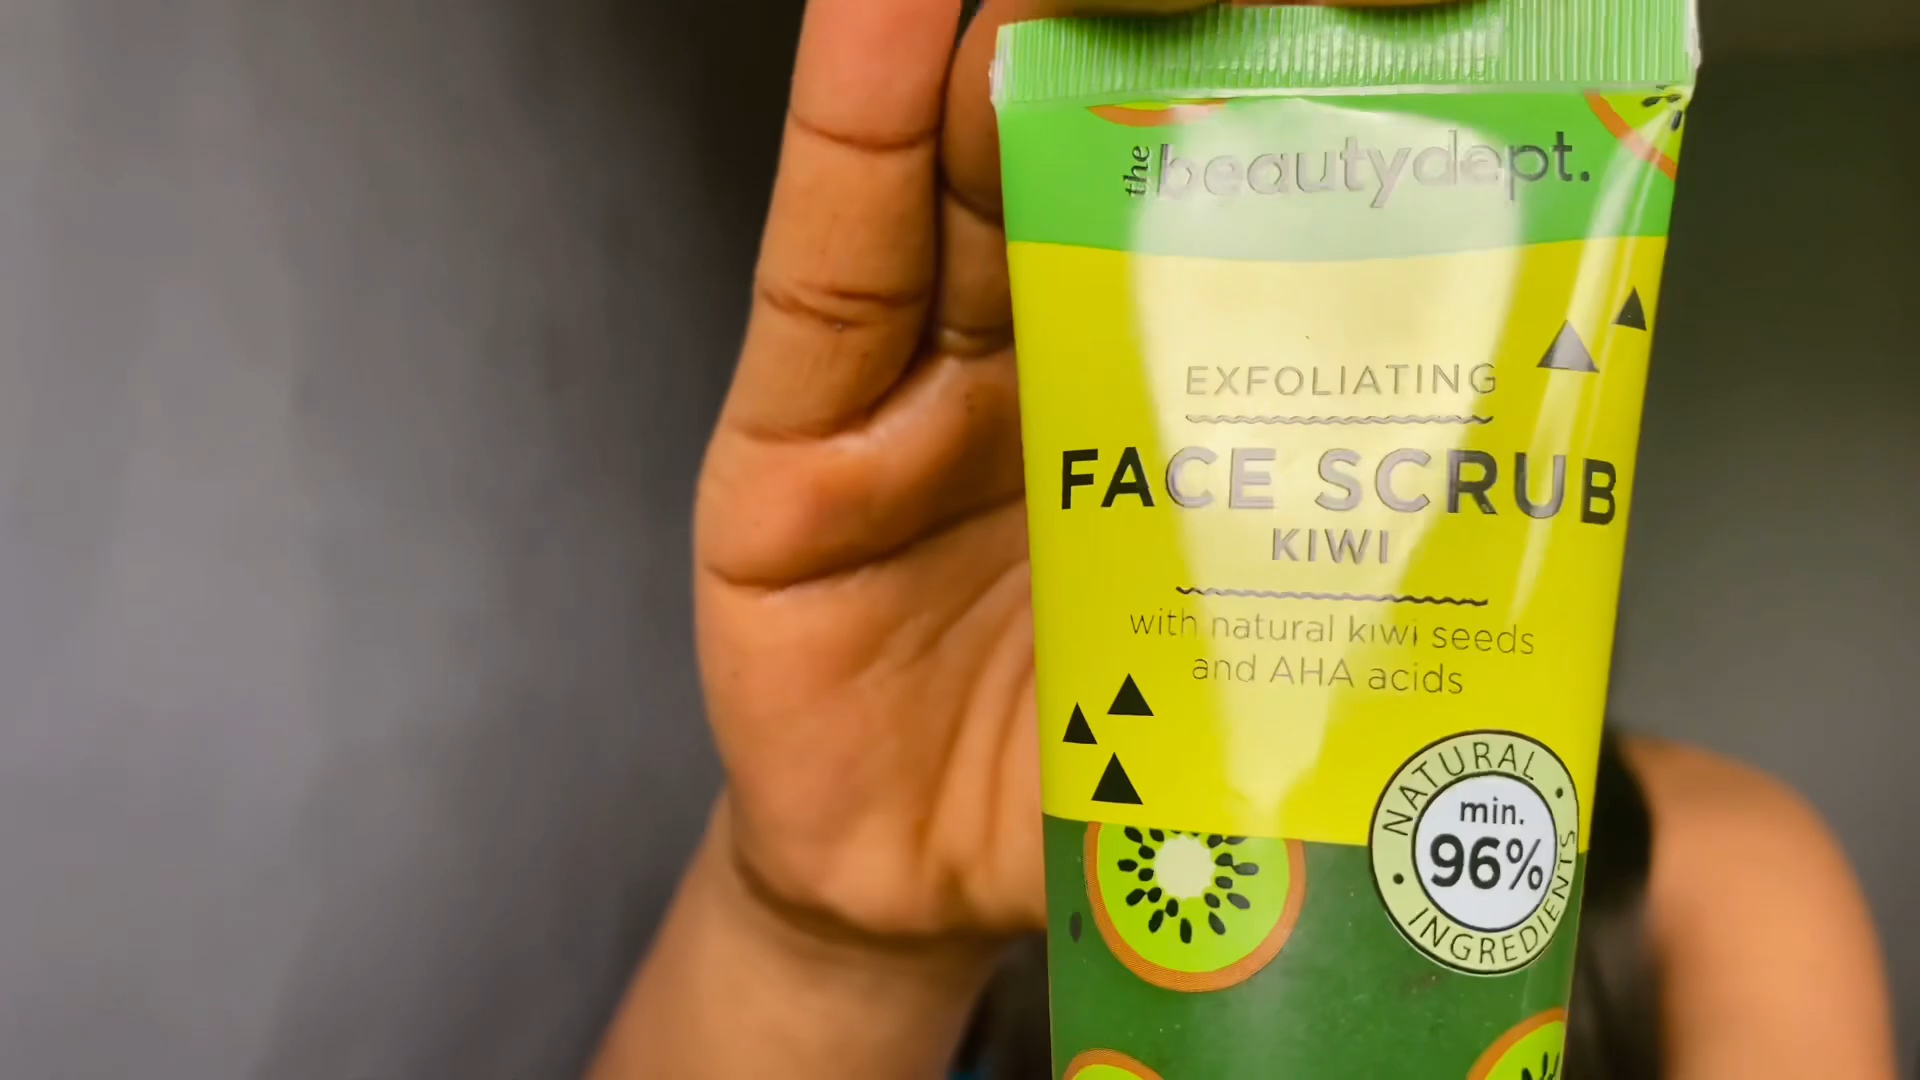 the beautydept.
EXFOLIATING
FACE SCRUB
KIWI
with natural kiwi seeds
and AHA acids
NATURAL
min.
96%
INGREDIENTS